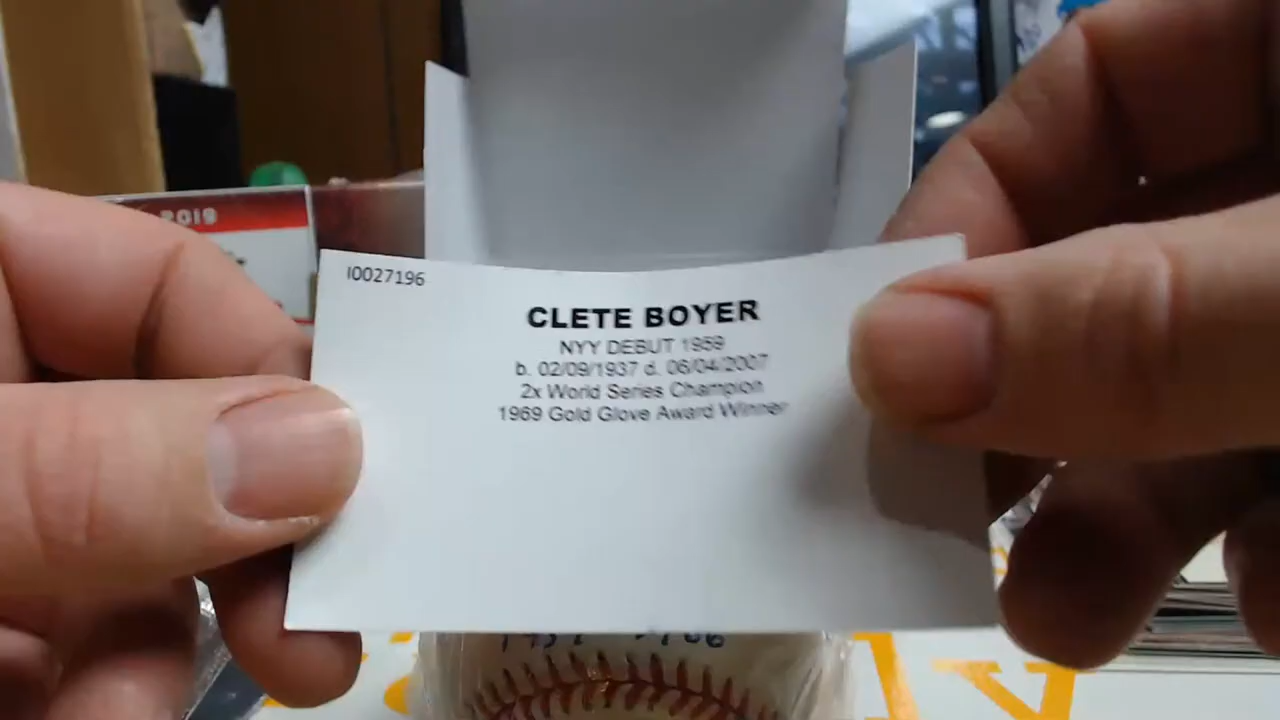 2019
I0027196
CLETE BOYER
NYY DEBUT 1959
b. 02/09/1937 d. 06/04/2007
2x World Series Champion
1969 Gold Glove Award Winner